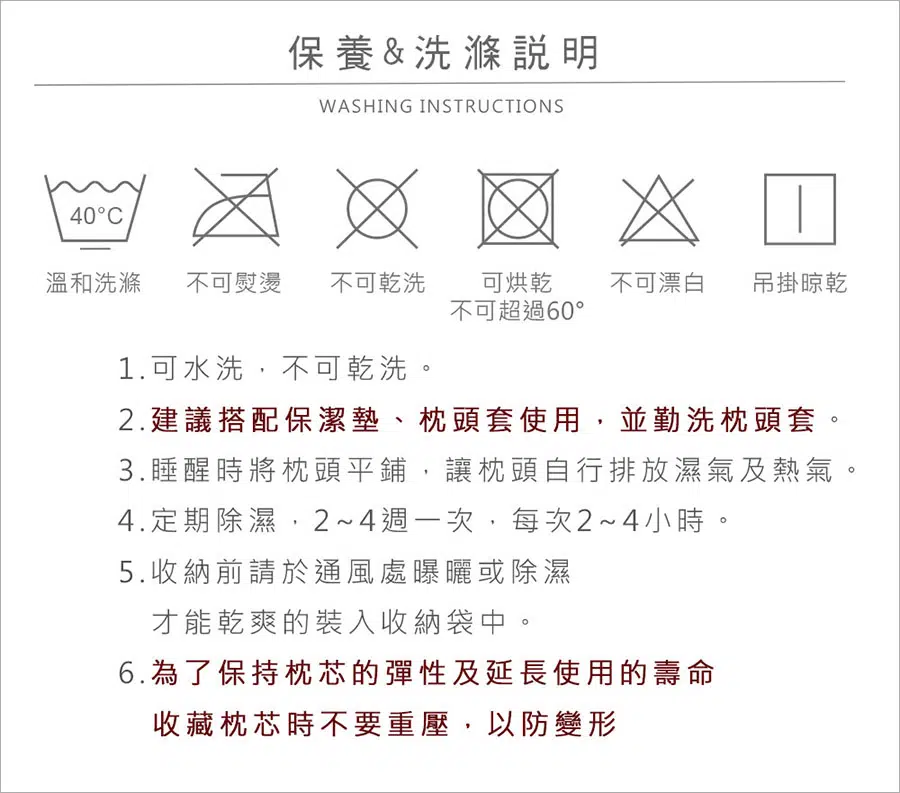 保養&洗滌説明
WASHING INSTRUCTIONS
40°C
溫和洗滌 不可熨燙 不可乾洗 可烘乾 不可漂白 吊掛晾乾
不可超過60°
1.可水洗，不可乾洗。
2.建議搭配保潔墊、枕頭套使用，並勤洗枕頭套。
3.睡醒時將枕頭平鋪，讓枕頭自行排放濕氣及熱氣。
4.定期除濕，2~4週一次，每次2~4小時。
5.收納前請於通風處曝曬或除濕
才能乾爽的裝入收納袋中。
6.為了保持枕芯的彈性及延長使用的壽命
收藏枕芯時不要重壓，以防變形